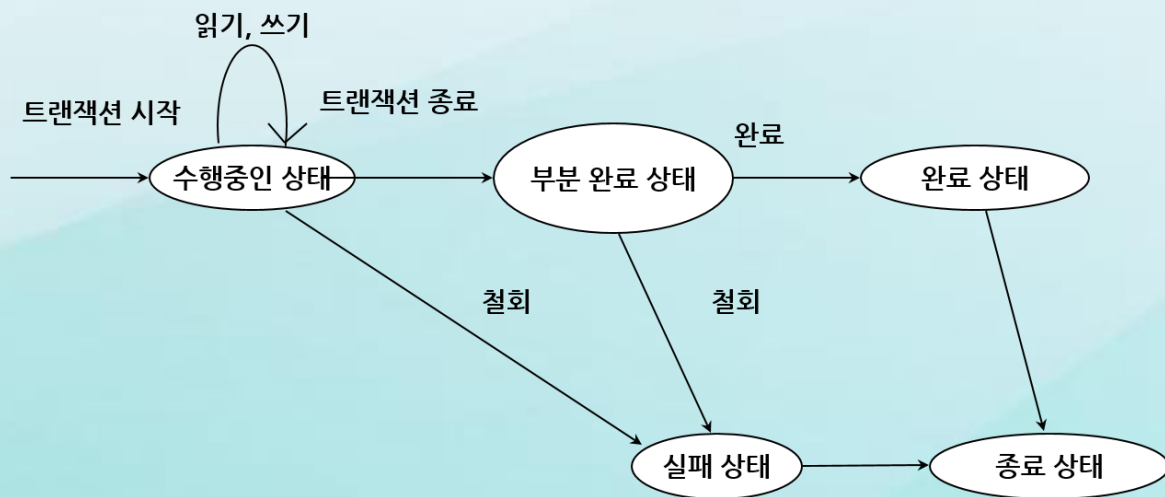 읽기, 쓰기
트랜잭션 시작
트랜잭션 종료
완료
수행중인 상태
부분 완료 상태
완료 상태
철회
철회
실패 상태
종료 상태